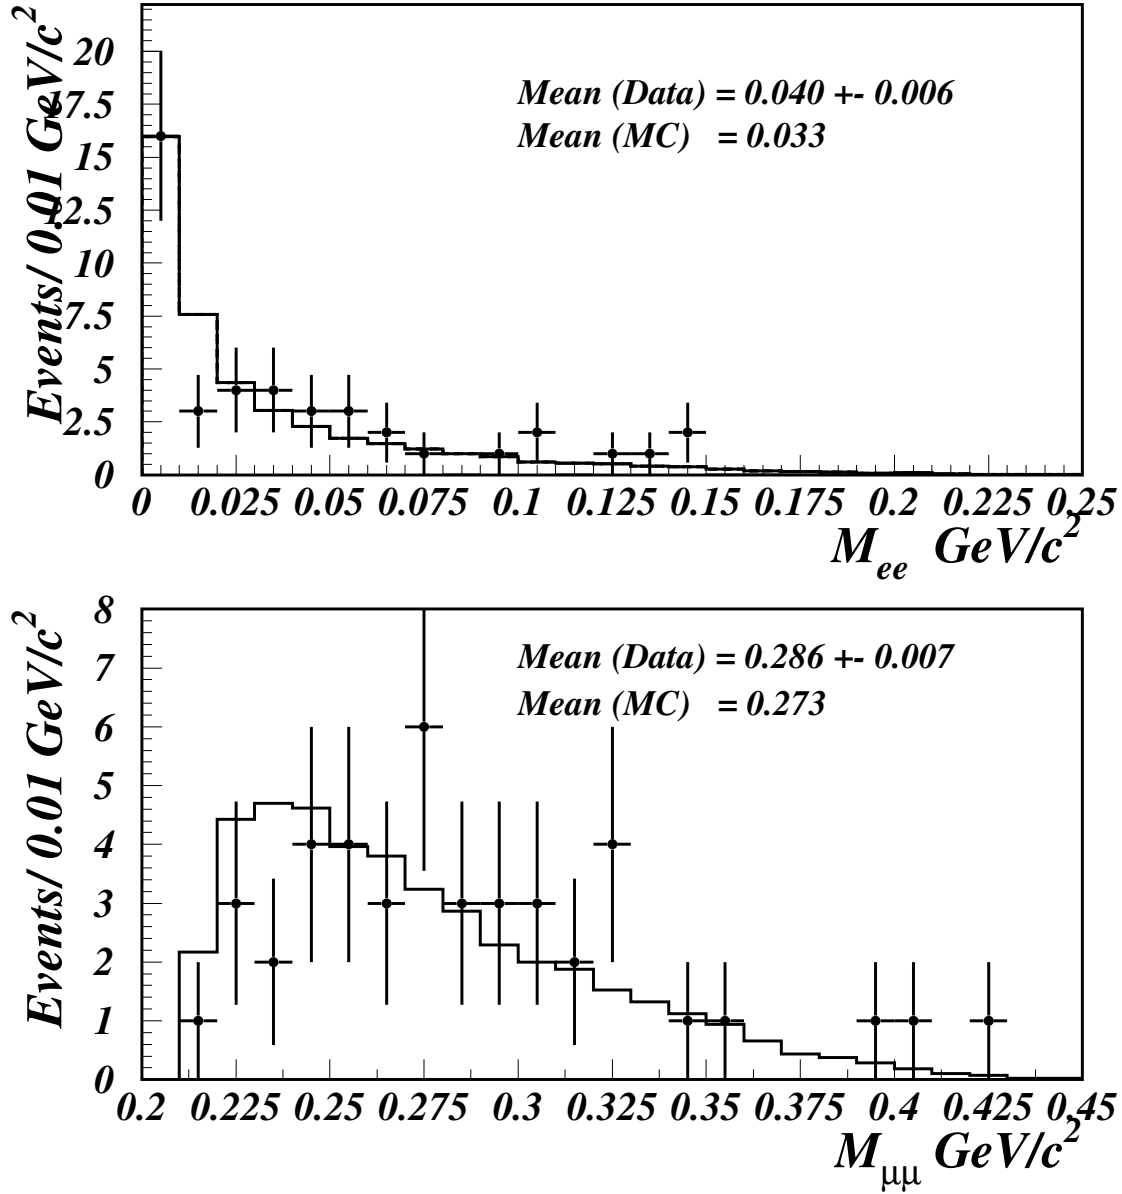 Events/ 0.01 GeV/c²
20
17.5
15
12.5
10
7.5
5
2.5
0
Mean (Data) = 0.040 +- 0.006
Mean (MC) = 0.033
0 0.025 0.05 0.075 0.1 0.125 0.15 0.175 0.2 0.225 0.25
M_ee GeV/c²
Events/ 0.01 GeV/c²
8
7
6
5
4
3
2
1
0
Mean (Data) = 0.286 +- 0.007
Mean (MC) = 0.273
0.2 0.225 0.25 0.275 0.3 0.325 0.35 0.375 0.4 0.425 0.45
M_μμ GeV/c²